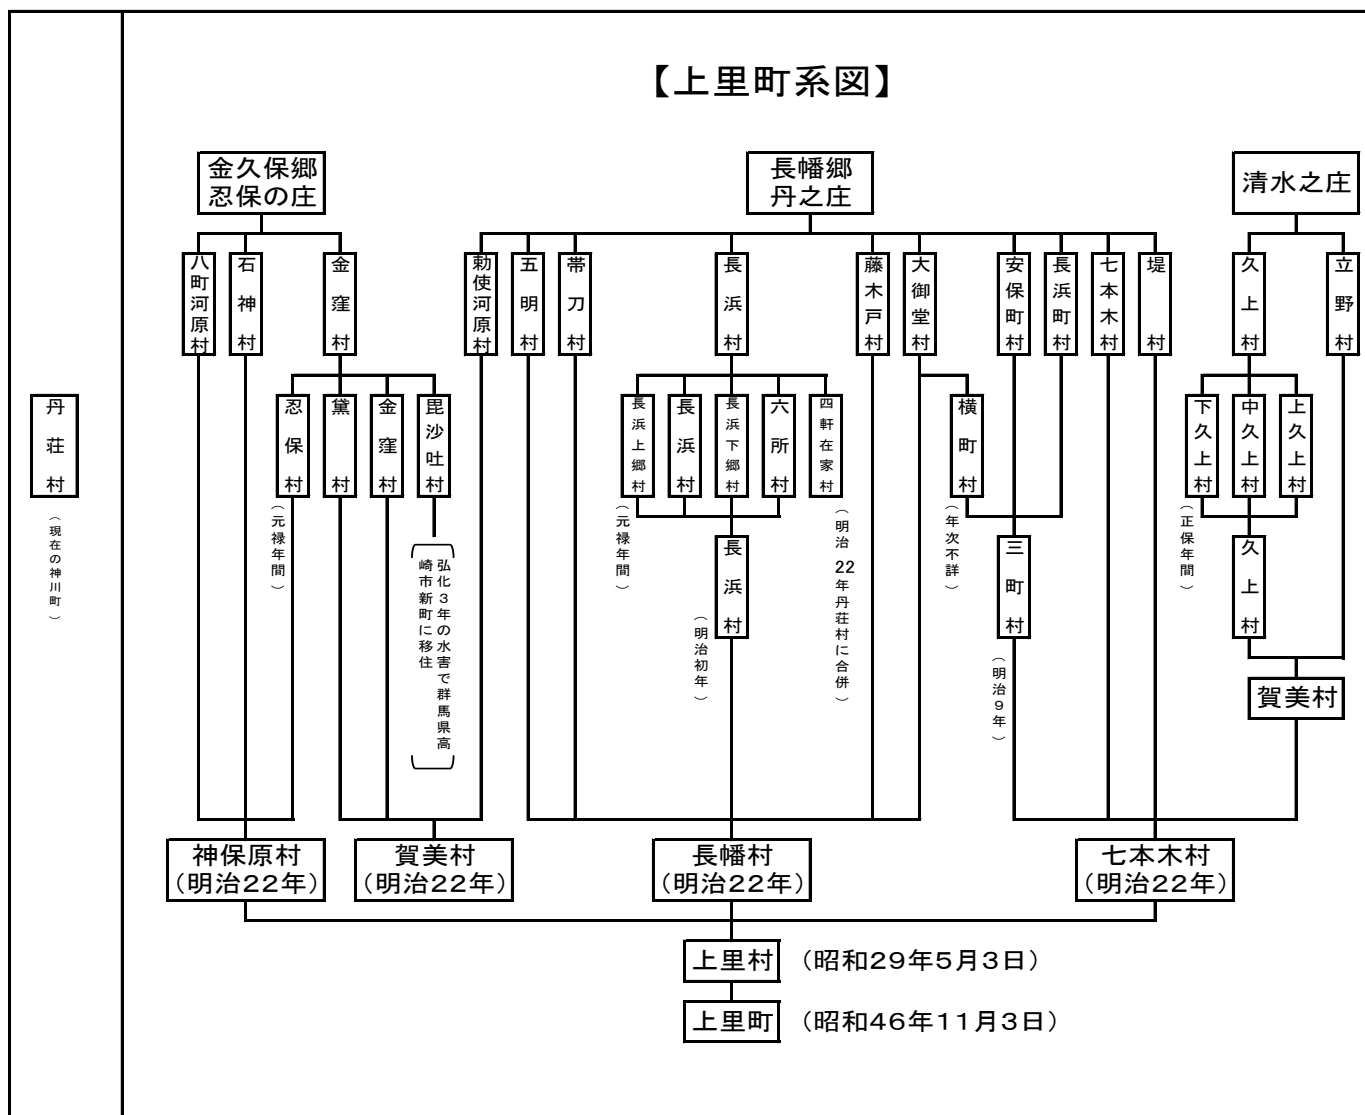 【上里町系図】
金久保郷
忍保の庄
長幡郷
丹之庄
清水之庄
八町河原村
石神村
金窪村
勅使河原村
五明村
帯刀村
長浜村
藤木戸村
大御堂村
安保町村
長浜町村
七本木村
堤村
久上村
立野村
丹荘村
(現在の神川町)
忍保村
(元禄年間)
黛村
金窪村
毘沙吐村
弘化3年の水害で群馬県高
崎市新町に移住
長浜上郷村
(元禄年間)
長浜村
長浜下郷村
六所村
四軒在家村
(明治22年丹荘村に合併)
横町村
(年次不詳)
下久上村
(正保年間)
中久上村
上久上村
長浜村
(明治初年)
三町村
(明治9年)
久上村
賀美村
神保原村
(明治22年)
賀美村
(明治22年)
長幡村
(明治22年)
七本木村
(明治22年)
上里村 (昭和29年5月3日)
上里町 (昭和46年11月3日)